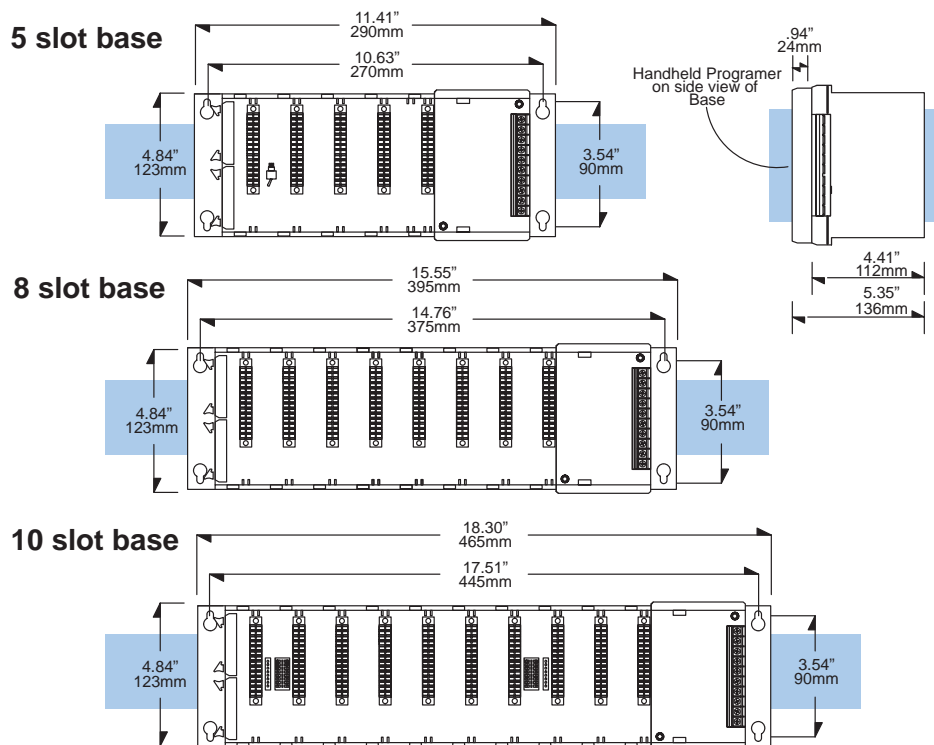 5 slot base
11.41”
290mm
10.63”
270mm
4.84”
123mm
3.54”
90mm
.94”
24mm
Handheld Programer
on side view of
Base
4.41”
112mm
5.35”
136mm
8 slot base
15.55”
395mm
14.76”
375mm
4.84”
123mm
3.54”
90mm
10 slot base
18.30”
465mm
17.51”
445mm
4.84”
123mm
3.54”
90mm